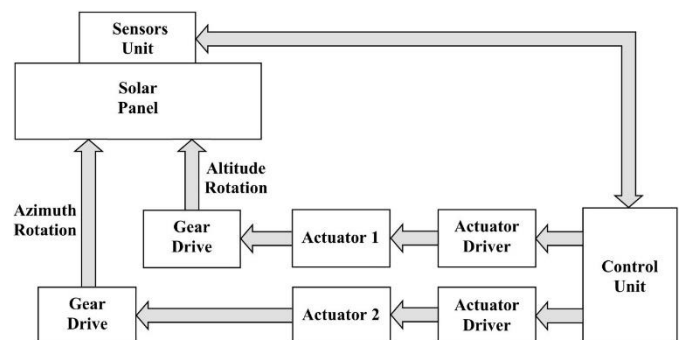 Sensors
Unit
Solar
Panel
Altitude
Rotation
Azimuth
Rotation
Gear
Drive
Actuator 1
Actuator
Driver
Control
Unit
Gear
Drive
Actuator 2
Actuator
Driver